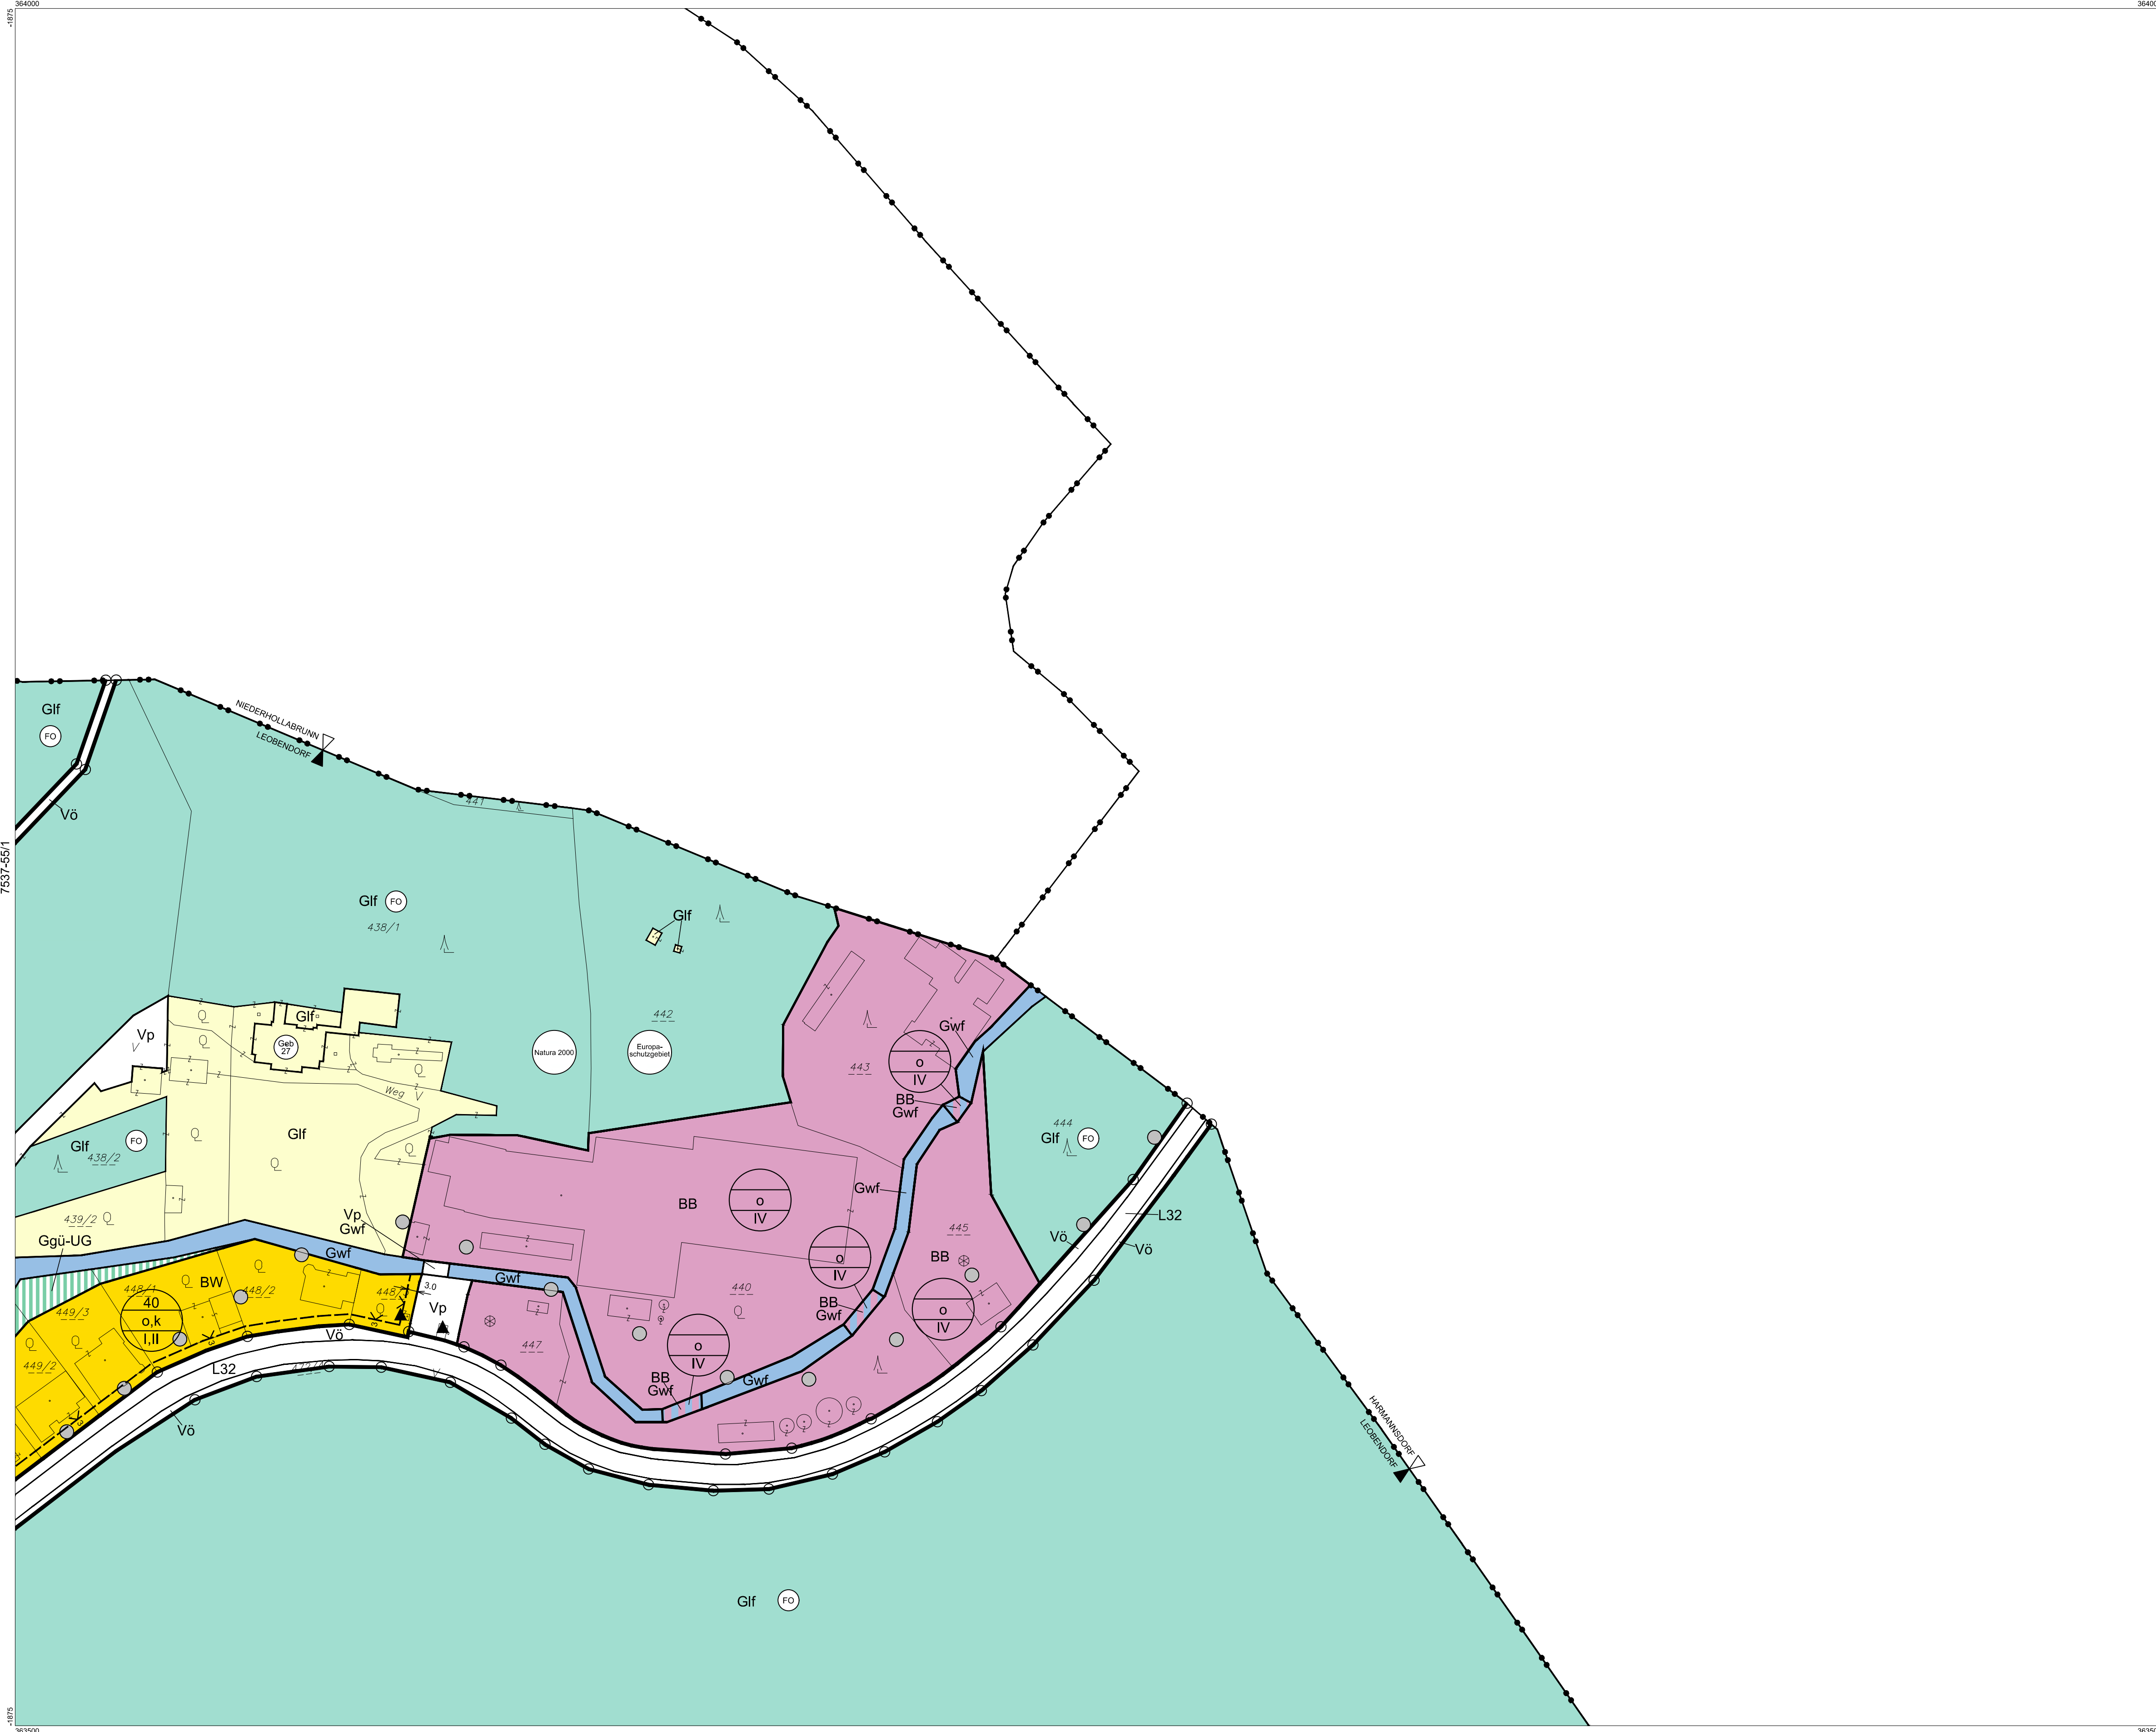 364000
364000
-1875
NIEDERHOLLABRUNN
LEOBENDORF
Glf
FO
Vö
7537-55/1
441
Glf
FO
438/1
Glf
442
Natura 2000
Europa-
schutzgebiet
Glf
Geb
27
Vp
Weg
Gwf
443
o
IV
BB
Gwf
444
Glf
FO
Glf
FO
438/2
Glf
439/2
Ggü-UG
Vp
Gwf
Gwf
BB
o
IV
Gwf
445
BB
o
IV
L32
Vö
Vö
Gwf
3.0
Vp
440
o
IV
BB
Gwf
448/1
BW
448/2
40
o,k
I,II
449/3
449/2
Vö
L32
Vö
447
o
IV
BB
Gwf
Gwf
HARMANNSDORF
LEOBENDORF
Glf
FO
-1875
363500